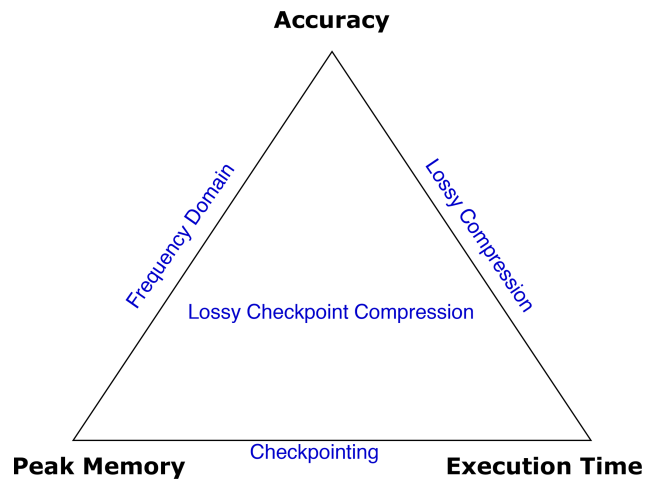 Accuracy
Frequency Domain
Lossy Compression
Lossy Checkpoint Compression
Checkpointing
Peak Memory
Execution Time